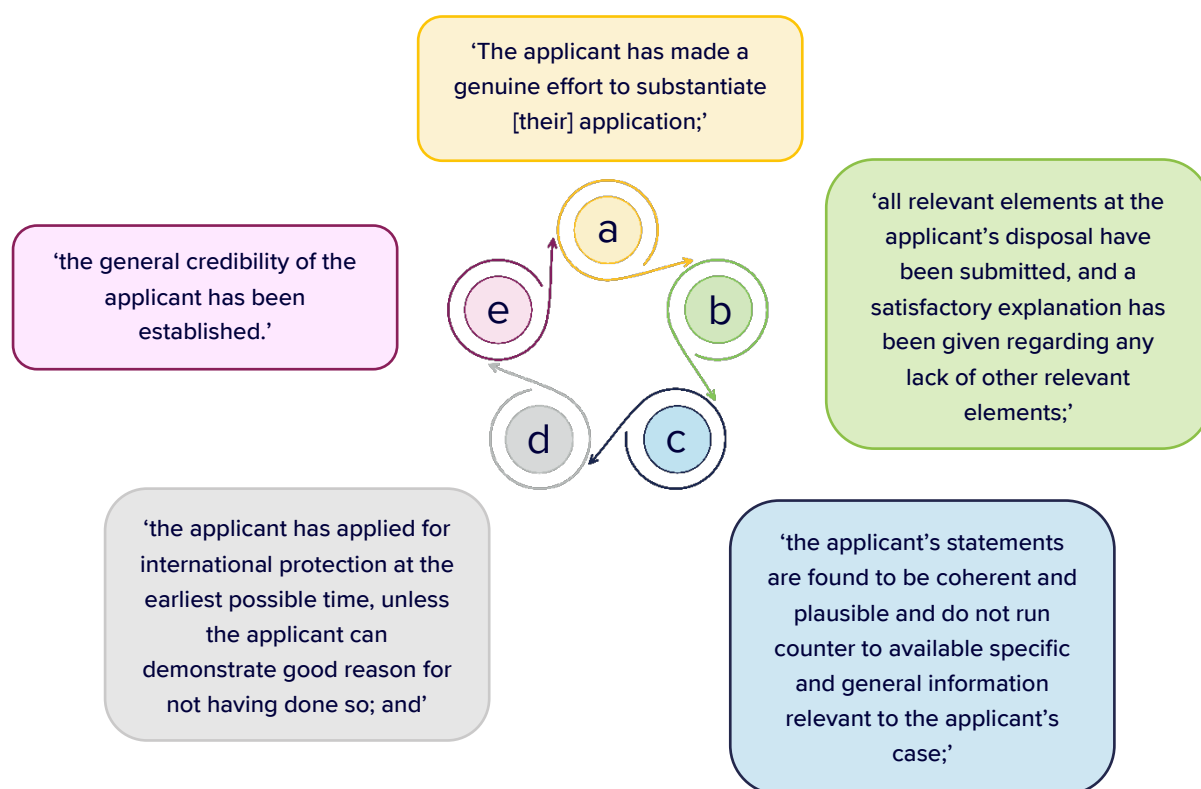 ‘The applicant has made a
genuine effort to substantiate
[their] application;’
a
‘all relevant elements at the
applicant’s disposal have
been submitted, and a
satisfactory explanation has
been given regarding any
lack of other relevant
elements;’
b
‘the applicant’s statements
are found to be coherent and
plausible and do not run
counter to available specific
and general information
relevant to the applicant’s
case;’
c
‘the applicant has applied for
international protection at the
earliest possible time, unless
the applicant can
demonstrate good reason for
not having done so; and’
d
‘the general credibility of the
applicant has been
established.’
e